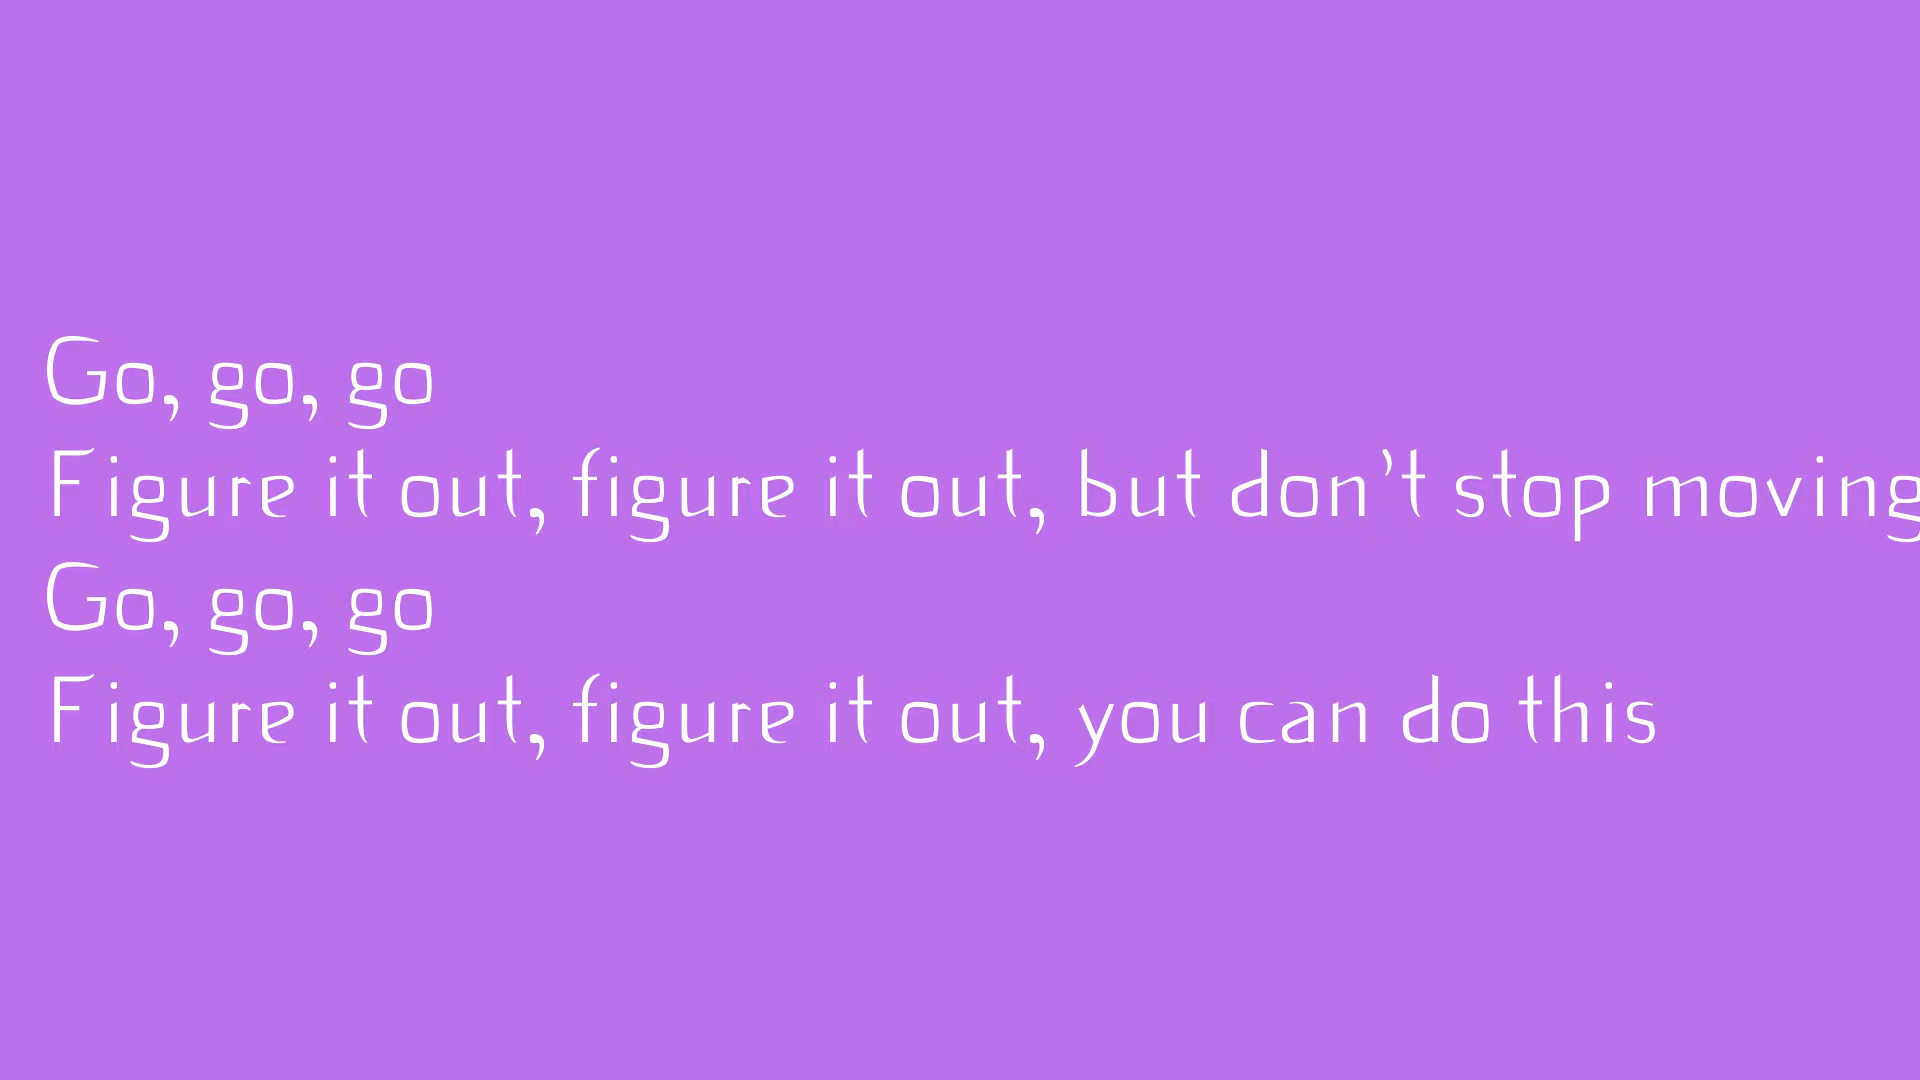 Go, go, go
Figure it out, figure it out, but don’t stop moving
Go, go, go
Figure it out, figure it out, you can do this